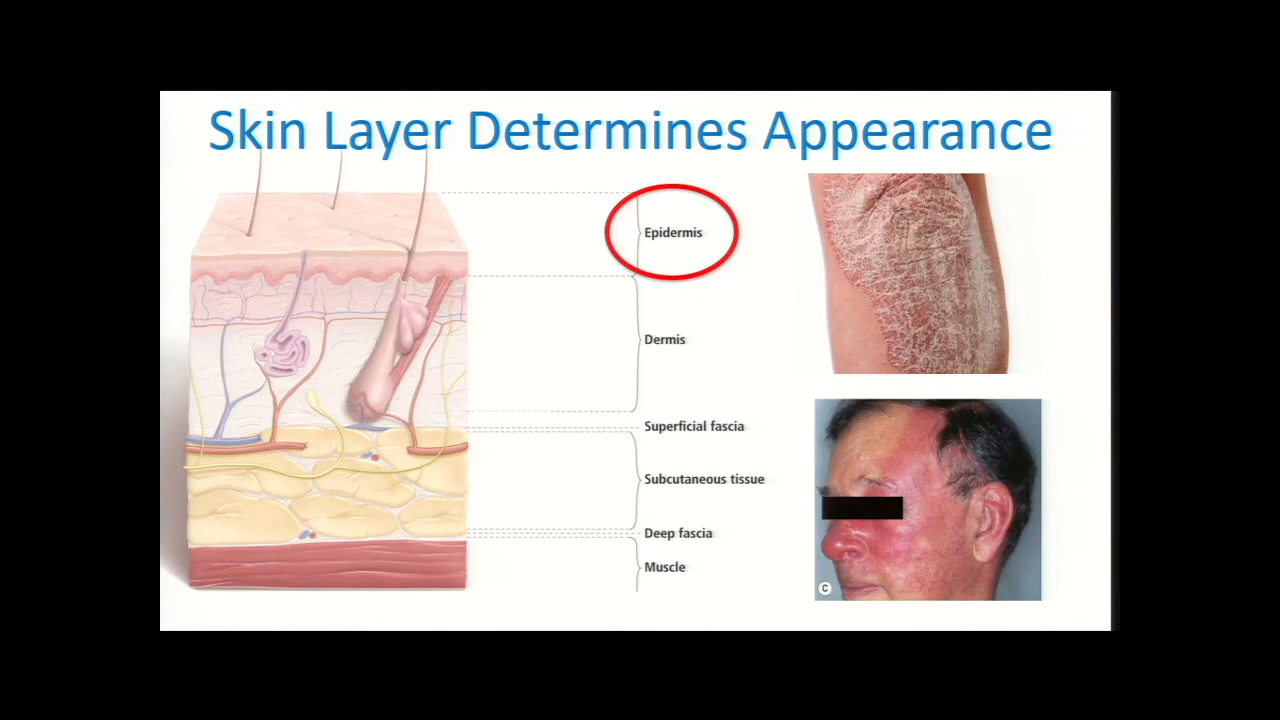 Skin Layer Determines Appearance
Epidermis
Dermis
Superficial fascia
Subcutaneous tissue
Deep fascia
Muscle
C